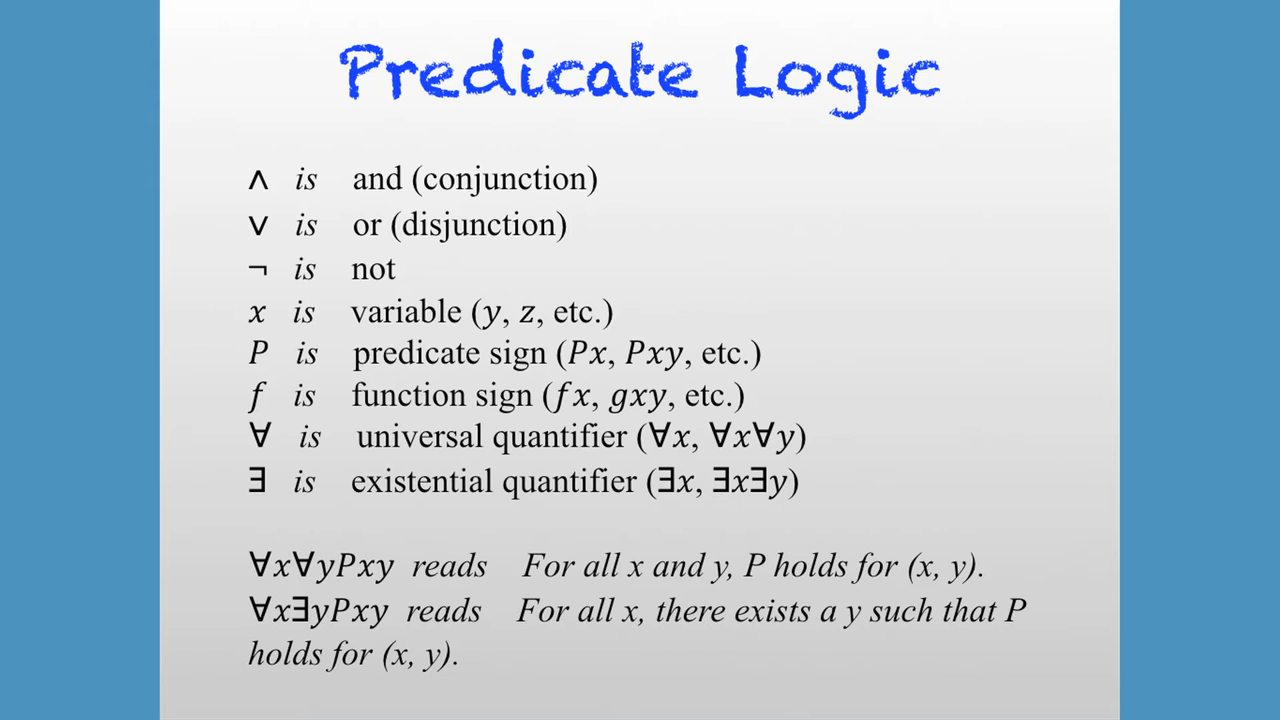 Predicate Logic
∧ is and (conjunction)
∨ is or (disjunction)
¬ is not
x is variable (y, z, etc.)
P is predicate sign (Px, Pxy, etc.)
f is function sign (fx, gxy, etc.)
∀ is universal quantifier (∀x, ∀x∀y)
∃ is existential quantifier (∃x, ∃x∃y)
∀x∀yPxy reads For all x and y, P holds for (x, y).
∀x∃yPxy reads For all x, there exists a y such that P
holds for (x, y).